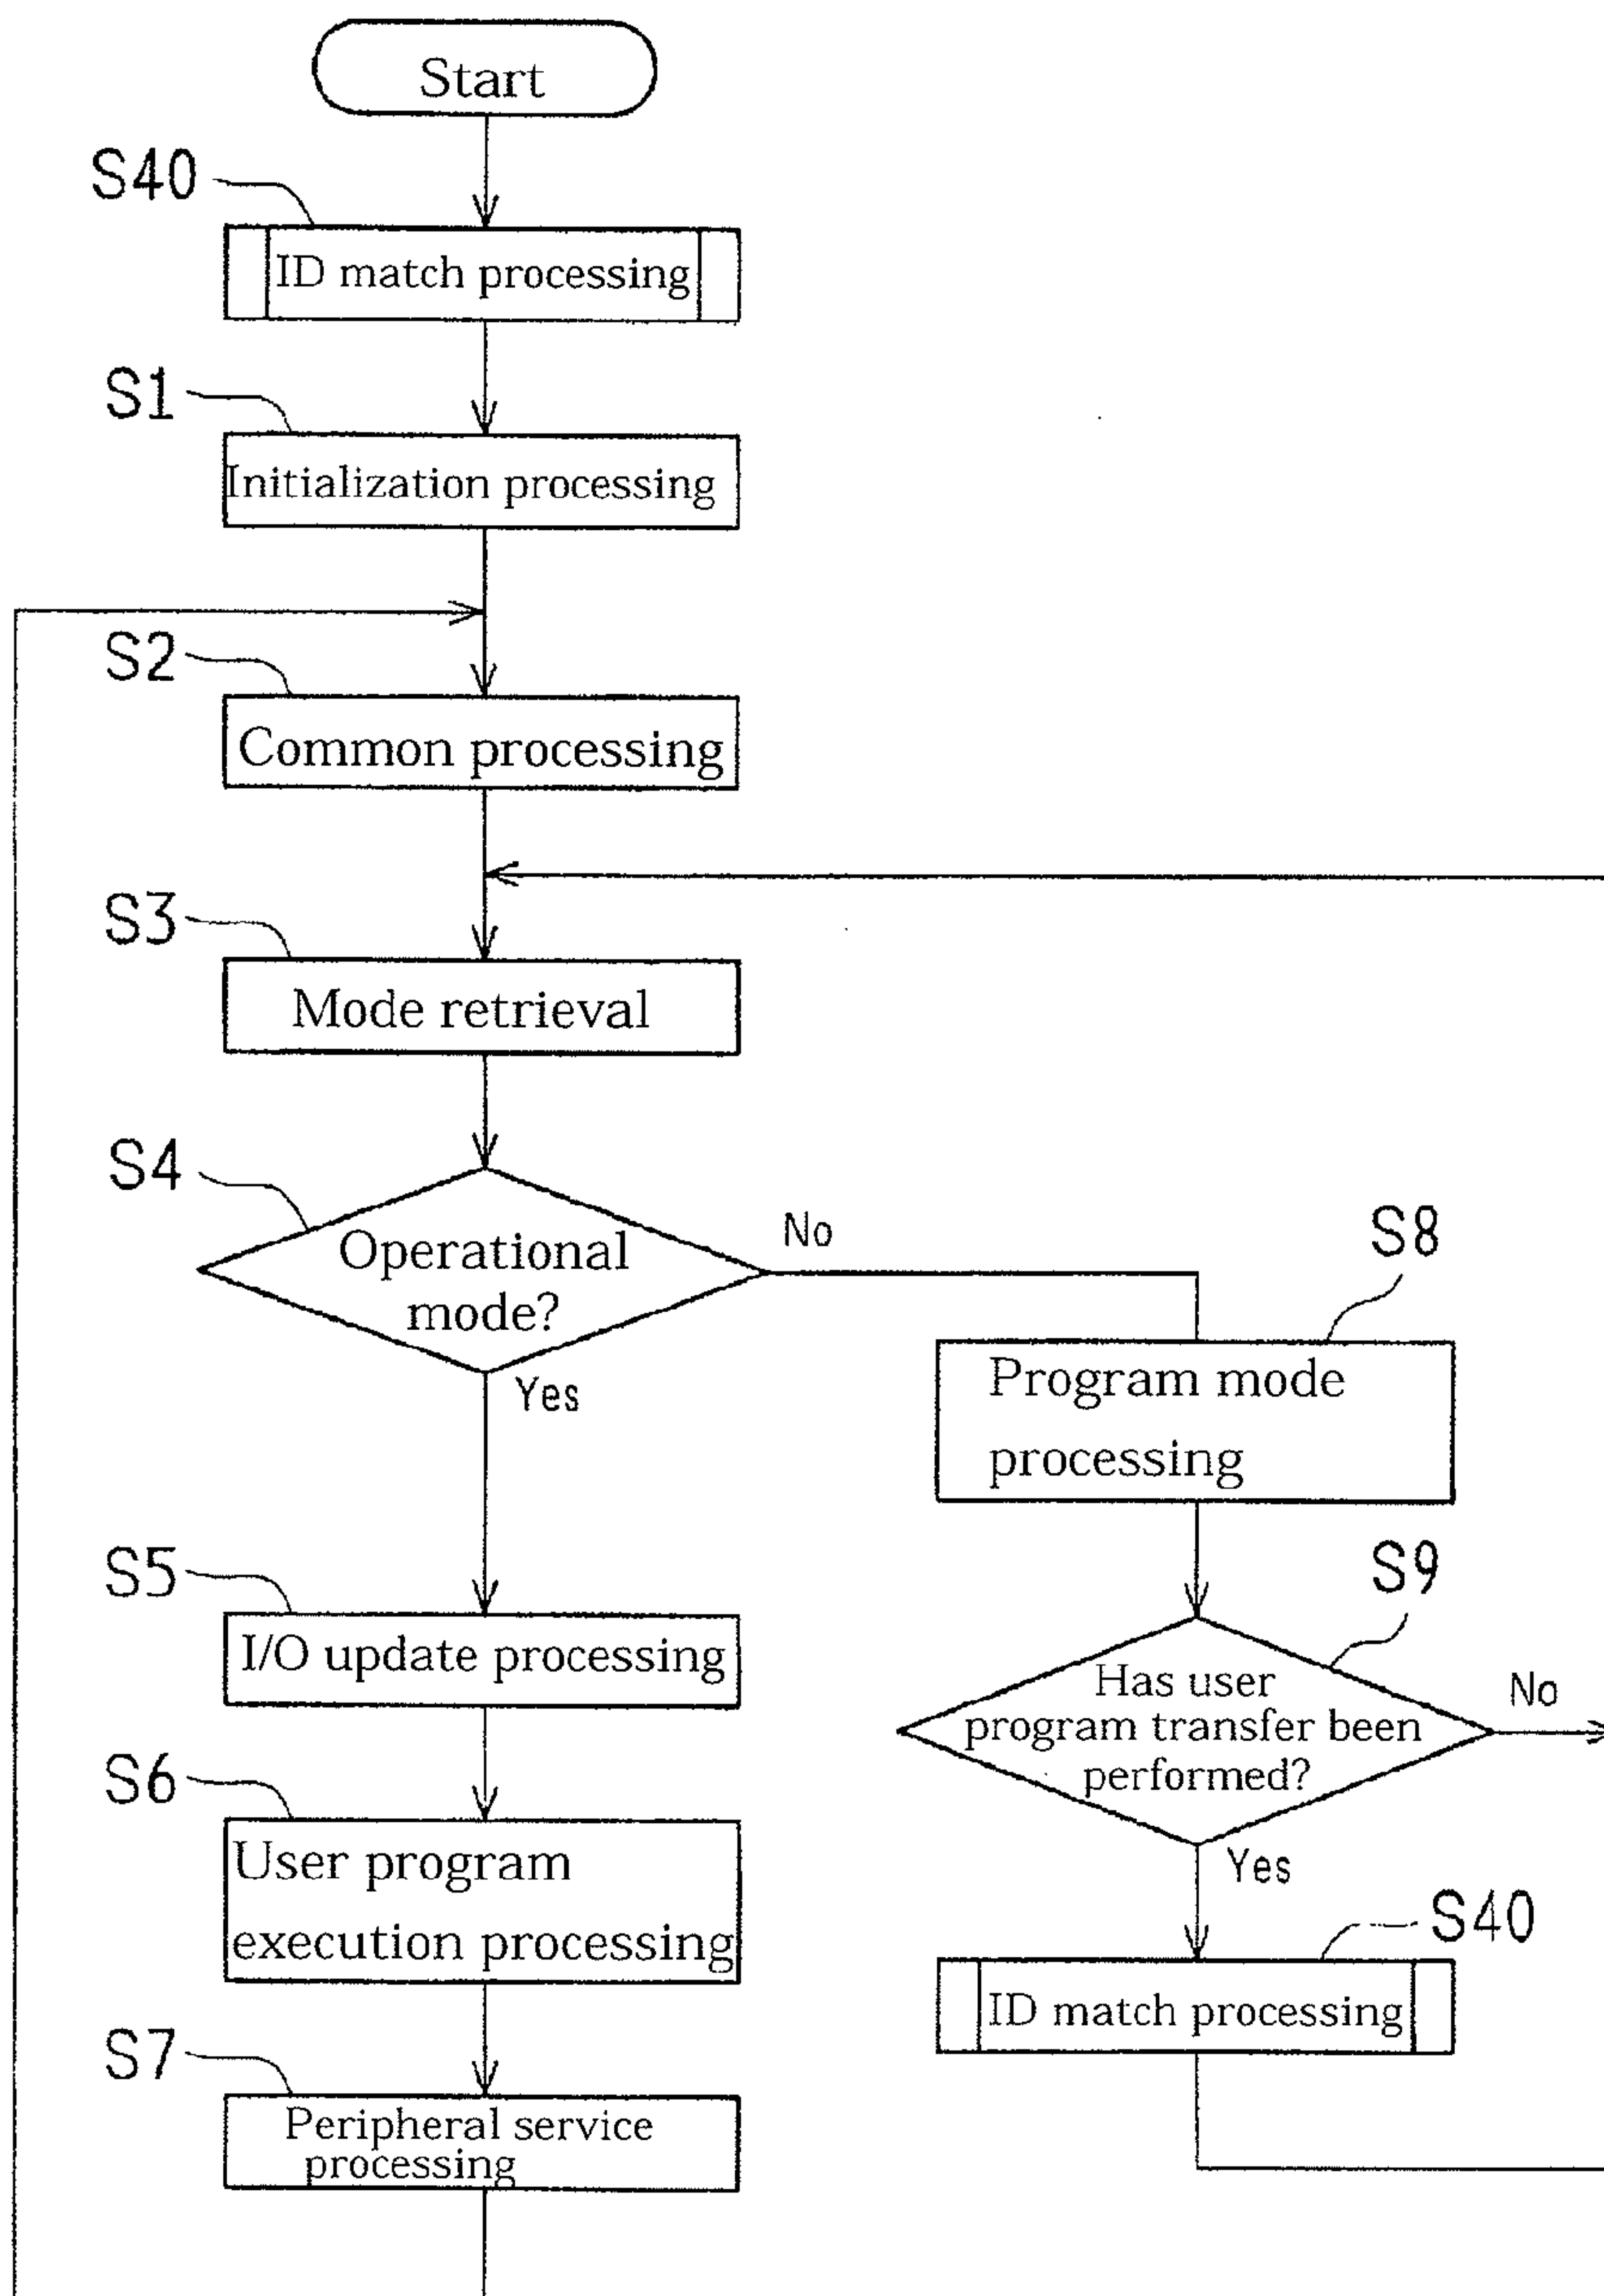 Start
S40
ID match processing
S1
Initialization processing
S2
Common processing
S3
Mode retrieval
S4
Operational
mode?
No
Yes
S8
Program mode
processing
S5
I/O update processing
S9
Has user
program transfer been
performed?
No
Yes
S6
User program
execution processing
S40
ID match processing
S7
Peripheral service
processing